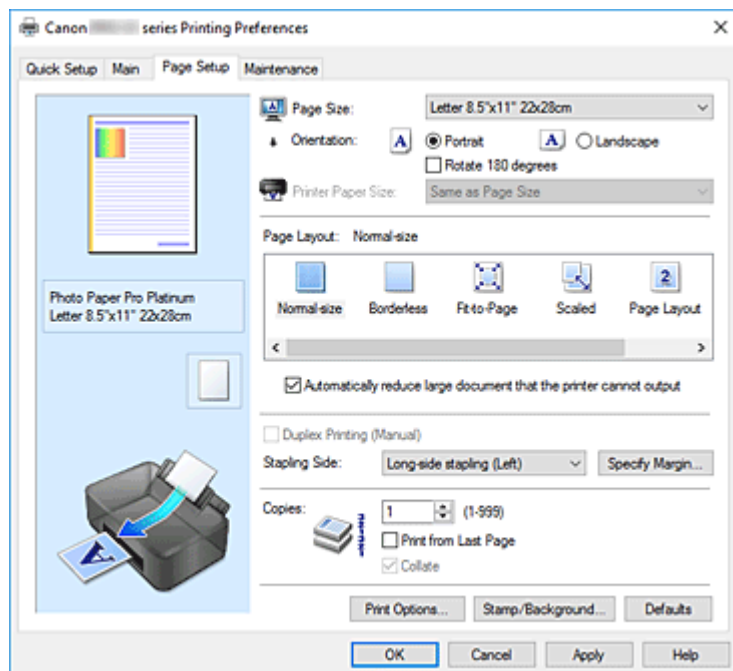 Canon series Printing Preferences
Quick Setup Main Page Setup Maintenance
Page Size: Letter 8.5"x11" 22x28cm
Orientation: A Portrait A Landscape
Rotate 180 degrees
Printer Paper Size: Same as Page Size
Page Layout: Normal-size
2
Normal-size Borderless Fit-to-Page Scaled Page Layout
Photo Paper Pro Platinum
Letter 8.5"x11" 22x28cm
Automatically reduce large document that the printer cannot output
Duplex Printing (Manual)
Stapling Side: Long-side stapling (Left) Specify Margin...
Copies: 1 (1-999)
Print from Last Page
Collate
A
Print Options... Stamp/Background... Defaults
OK Cancel Apply Help